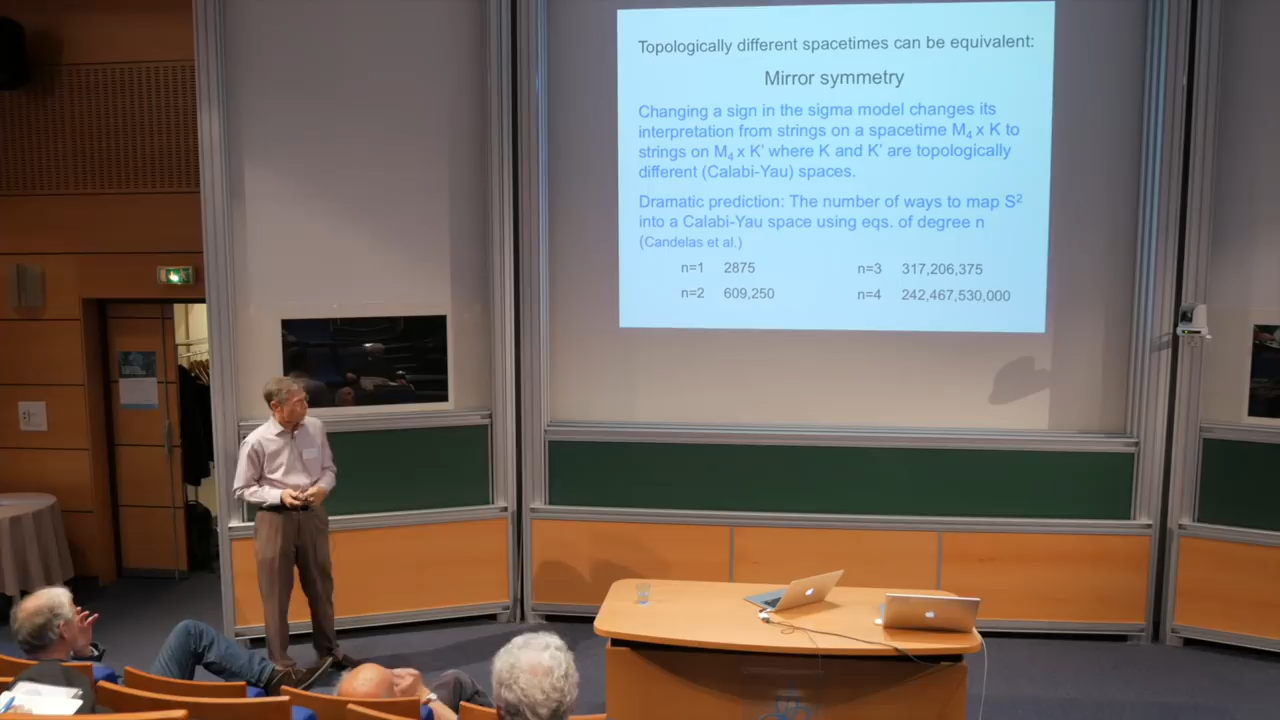 Topologically different spacetimes can be equivalent:
Mirror symmetry
Changing a sign in the sigma model changes its
interpretation from strings on a spacetime M₄ x K to
strings on M₄ x K' where K and K' are topologically
different (Calabi-Yau) spaces.
Dramatic prediction: The number of ways to map S²
into a Calabi-Yau space using eqs. of degree n
(Candelas et al.)
n=1 2875 n=3 317,206,375
n=2 609,250 n=4 242,467,530,000